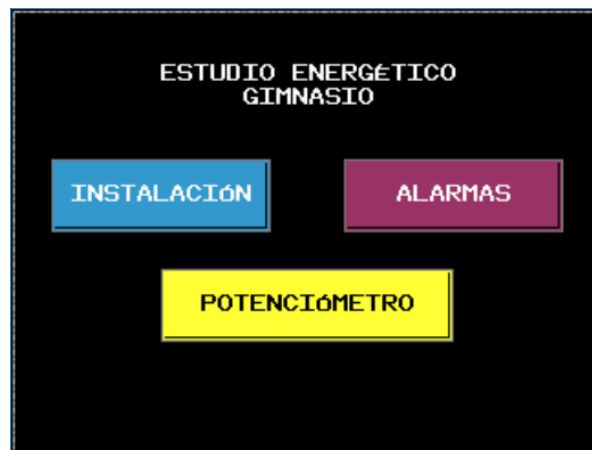 ESTUDIO ENERGÉTICO
GIMNASIO
INSTALACIÓN
ALARMAS
POTENCIÓMETRO